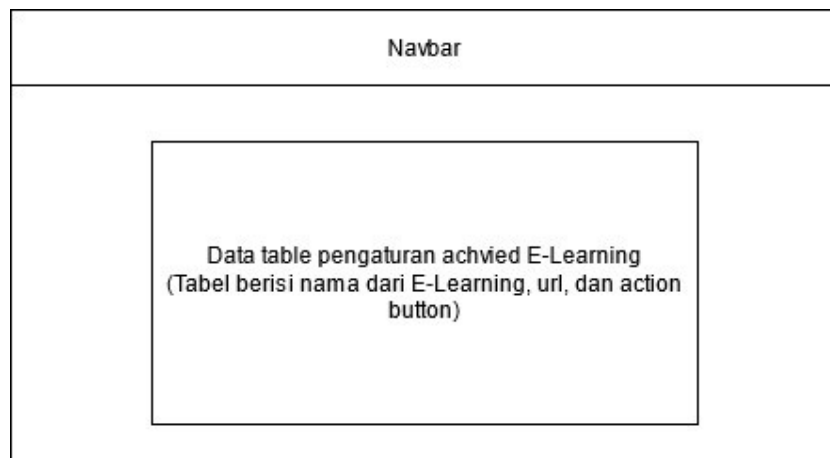 Navbar
Data table pengaturan achvied E-Learning
(Tabel berisi nama dari E-Learning, url, dan action
button)